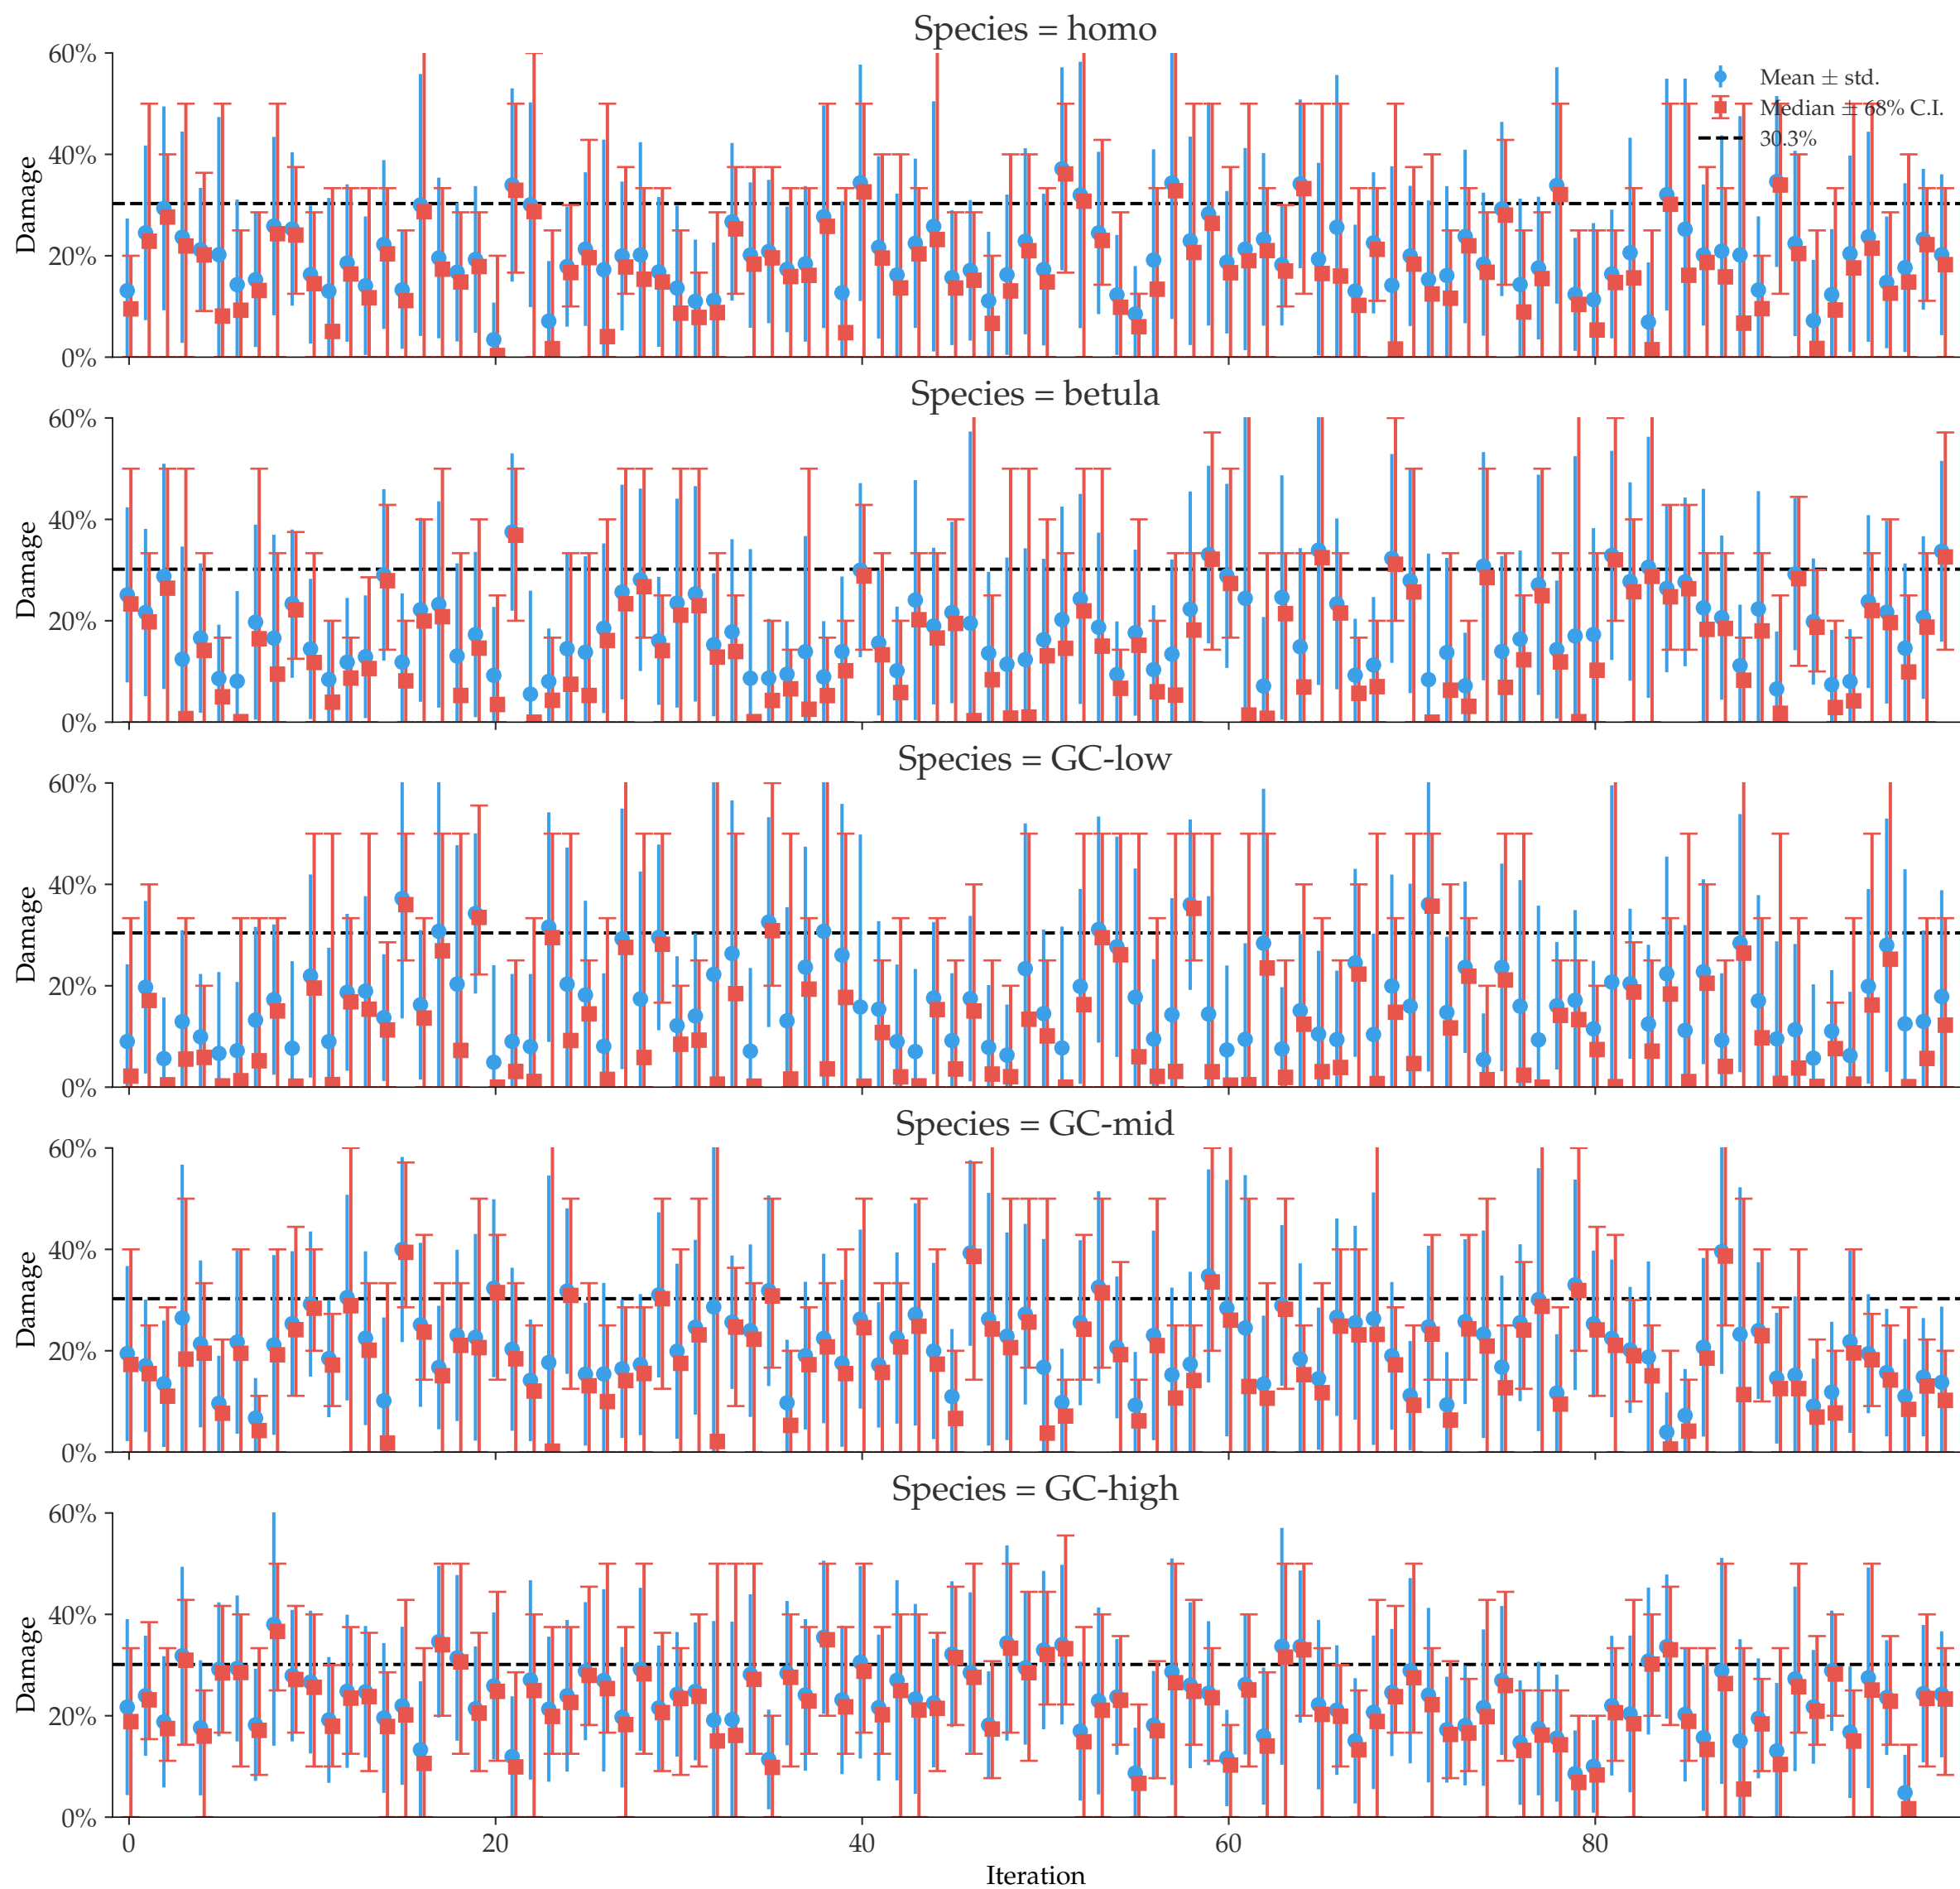 Species = homo
60%
40%
20%
0%
Damage
Mean ± std.
Median ± 68% C.I.
30.3%
Species = betula
60%
40%
20%
0%
Damage
Species = GC-low
60%
40%
20%
0%
Damage
Species = GC-mid
60%
40%
20%
0%
Damage
Species = GC-high
60%
40%
20%
0%
Damage
0 20 40 60 80
Iteration